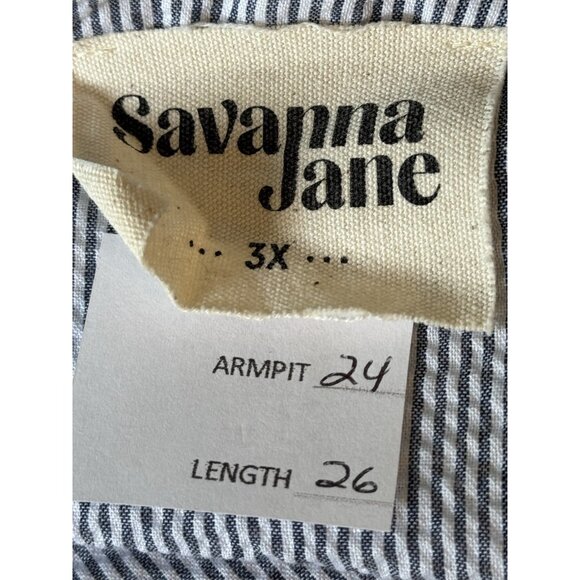 Savanna
Jane
... 3X ...
ARMPIT 24
LENGTH 26